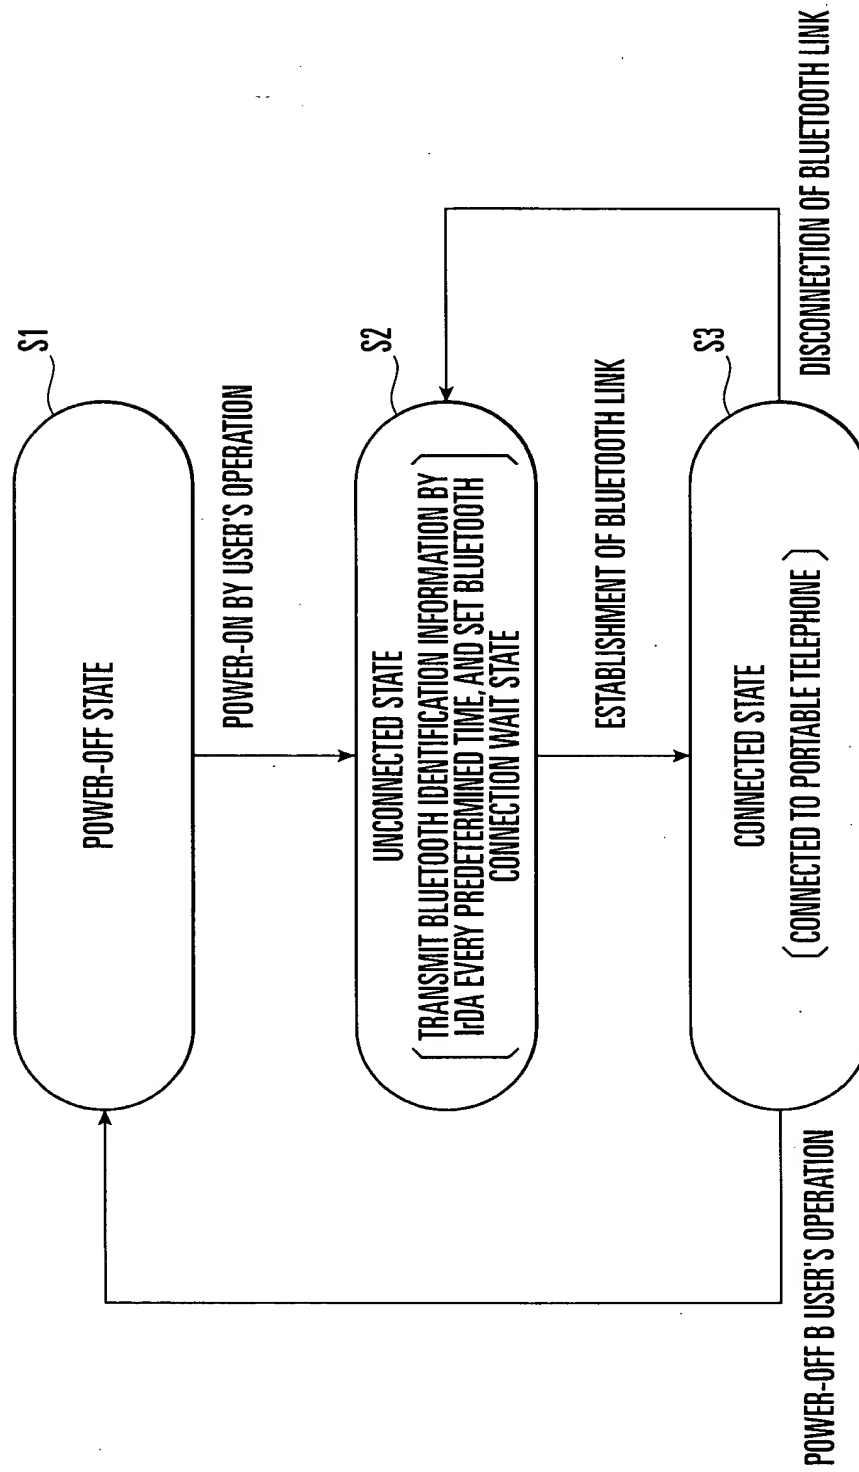 S1
POWER-OFF STATE
POWER-ON BY USER'S OPERATION
S2
UNCONNECTED STATE
TRANSMIT BLUETOOTH IDENTIFICATION INFORMATION BY
IrDA EVERY PREDETERMINED TIME, AND SET BLUETOOTH
CONNECTION WAIT STATE
ESTABLISHMENT OF BLUETOOTH LINK
S3
CONNECTED STATE
(CONNECTED TO PORTABLE TELEPHONE)
POWER-OFF B USER'S OPERATION
DISCONNECTION OF BLUETOOTH LINK